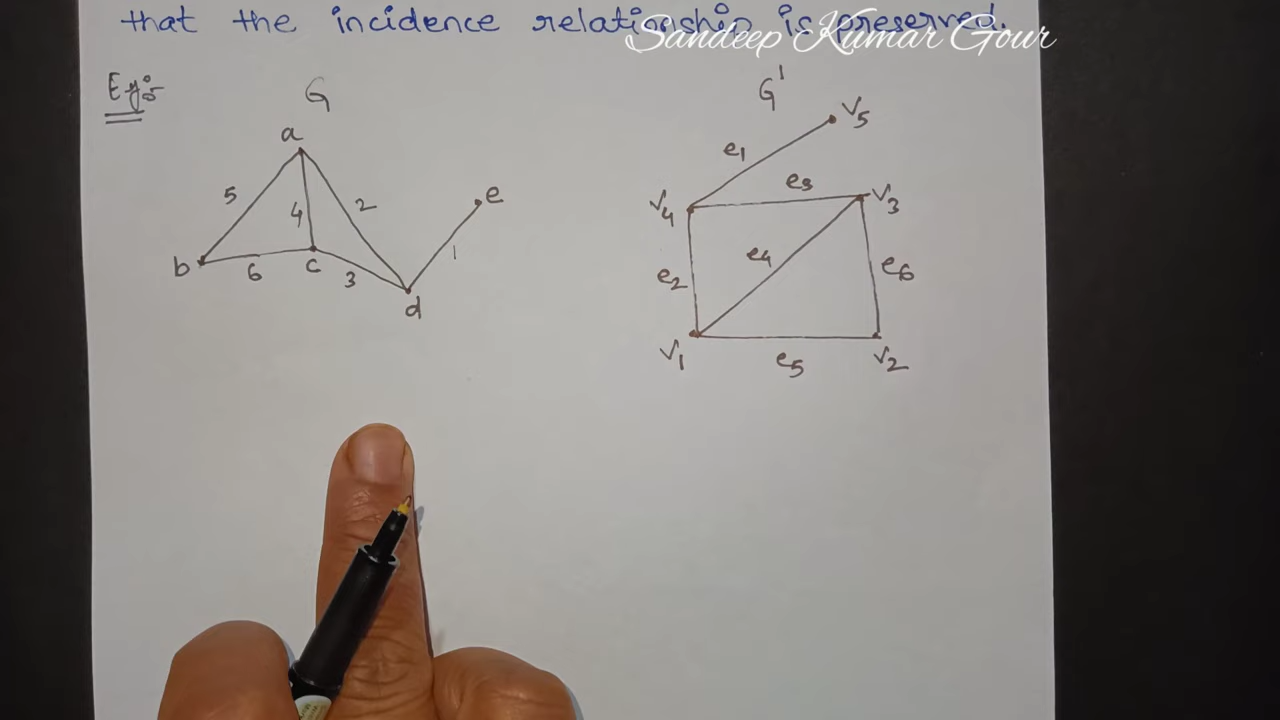 that the incidence relationship is preserved.
Sandeep Kumar Gour
Eg:
G
G'
a
v5
5
4
2
e
e1
e3
v4
v3
b
6
c
3
1
e2
e4
e6
d
v1
e5
v2